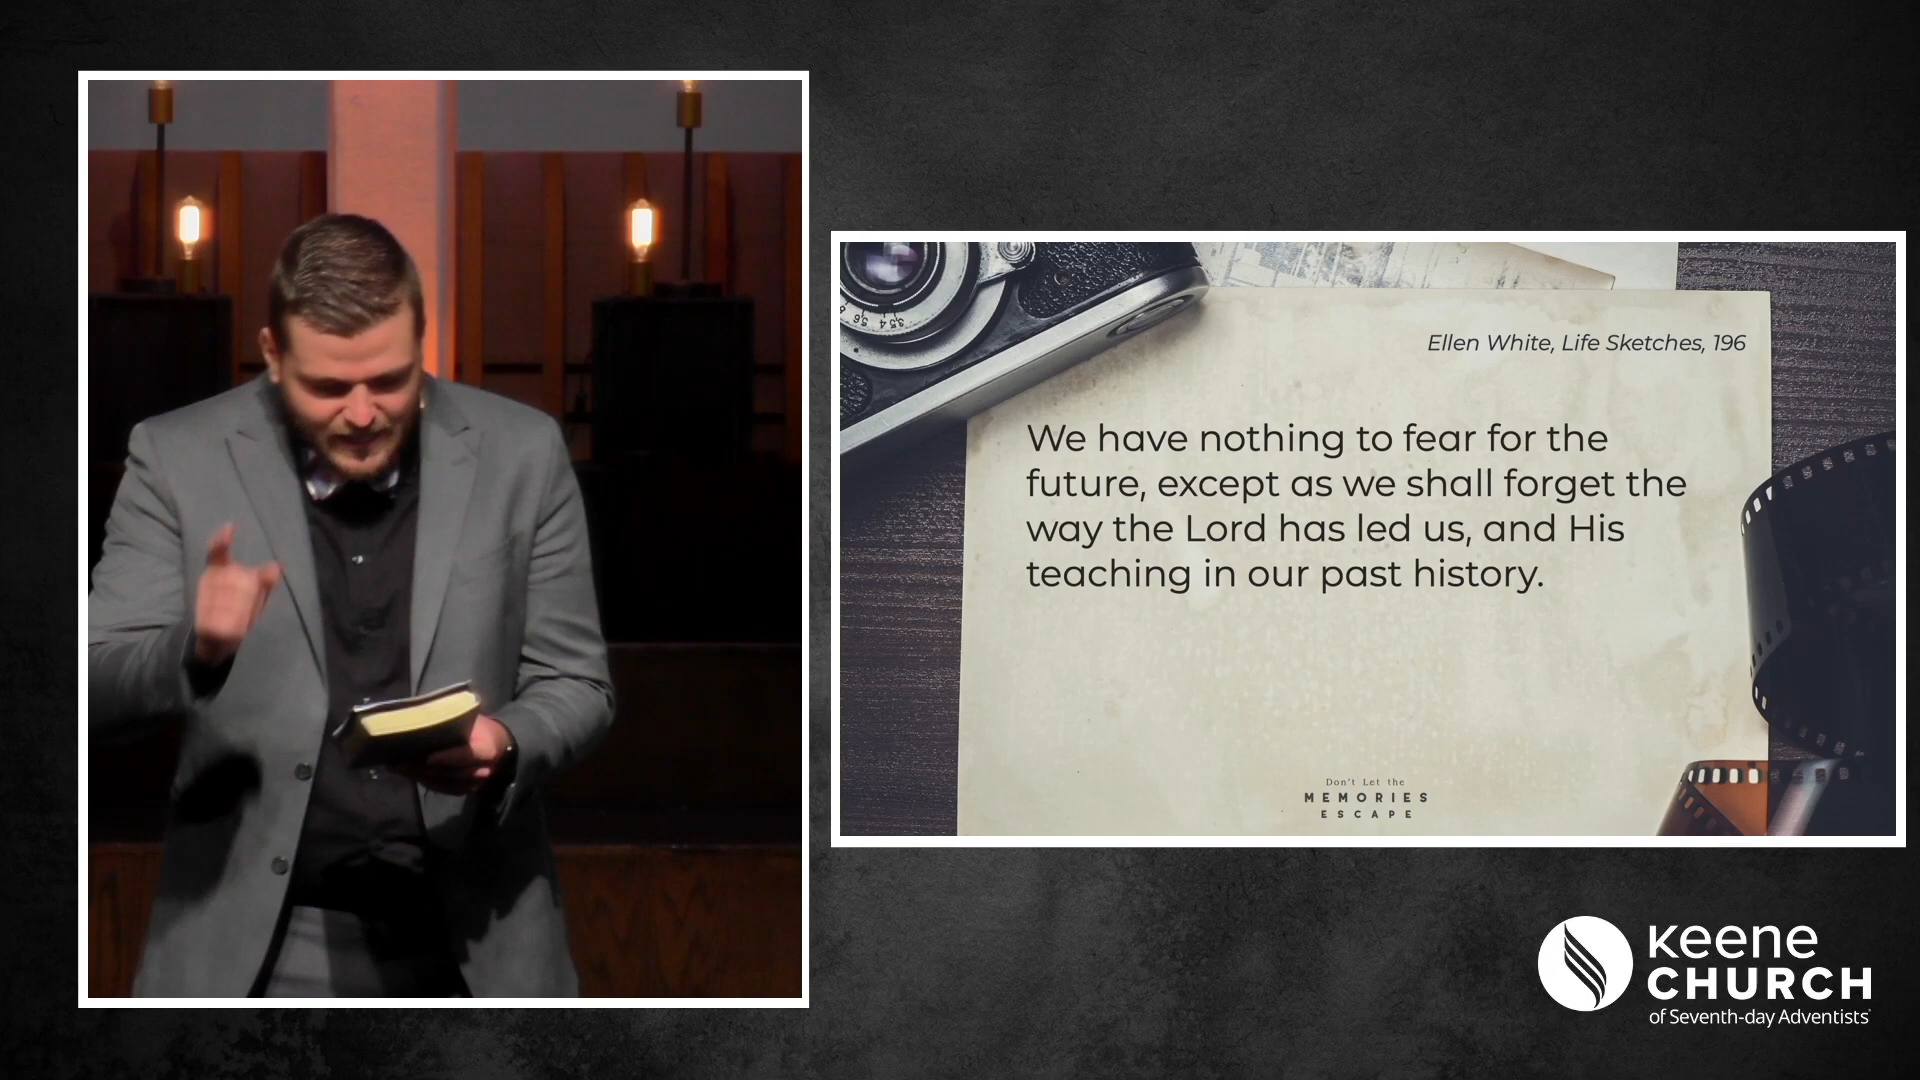 Ellen White, Life Sketches, 196
We have nothing to fear for the
future, except as we shall forget the
way the Lord has led us, and His
teaching in our past history.
Don't Let the
MEMORIES
ESCAPE
Keene
CHURCH
of Seventh-day Adventists